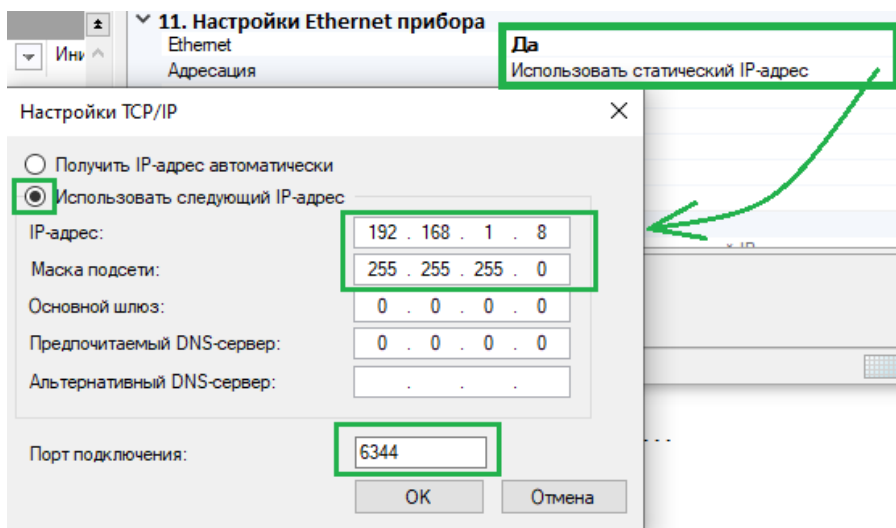 11. Настройки Ethernet прибора
Ethernet
Да
Адресация
Использовать статический IP-адрес
Настройки TCP/IP
Получить IP-адрес автоматически
Использовать следующий IP-адрес
IP-адрес:
192 . 168 . 1 . 8
Маска подсети:
255 . 255 . 255 . 0
Основной шлюз:
0 . 0 . 0 . 0
Предпочитаемый DNS-сервер:
0 . 0 . 0 . 0
Альтернативный DNS-сервер:
. . .
Порт подключения:
6344
OK
Отмена